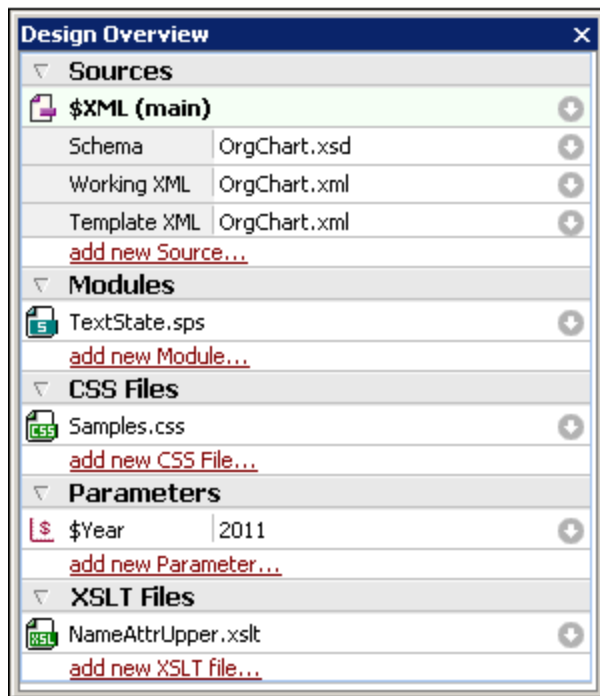 Design Overview
Sources
$XML (main)
Schema OrgChart.xsd
Working XML OrgChart.xml
Template XML OrgChart.xml
add new Source...
Modules
S TextState.sps
add new Module...
CSS Files
CSS Samples.css
add new CSS File...
Parameters
$ $Year 2011
add new Parameter...
XSLT Files
XSL NameAttrUpper.xslt
add new XSLT file...